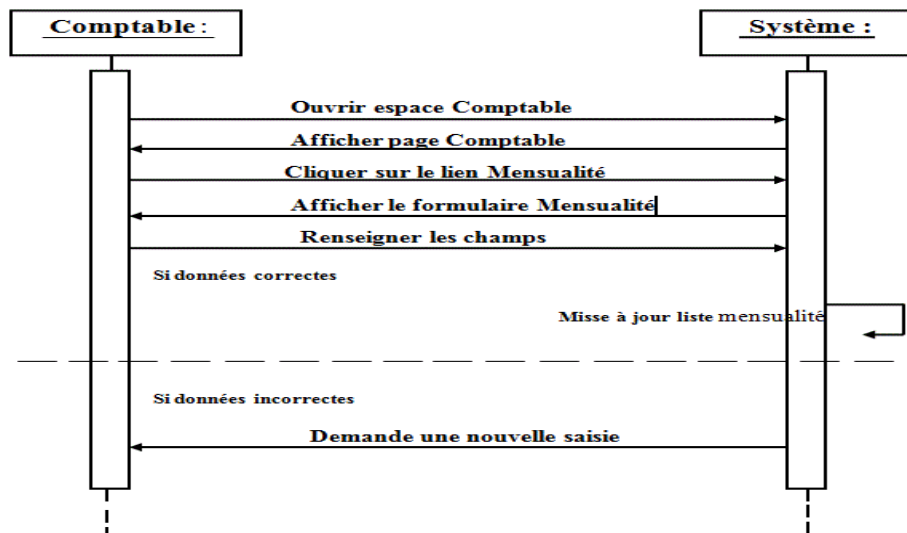 Comptable :
Système :
Ouvrir espace Comptable
Afficher page Comptable
Cliquer sur le lien Mensualité
Afficher le formulaire Mensualité
Renseigner les champs
Si données correctes
Misse à jour liste mensualité
Si données incorrectes
Demande une nouvelle saisie